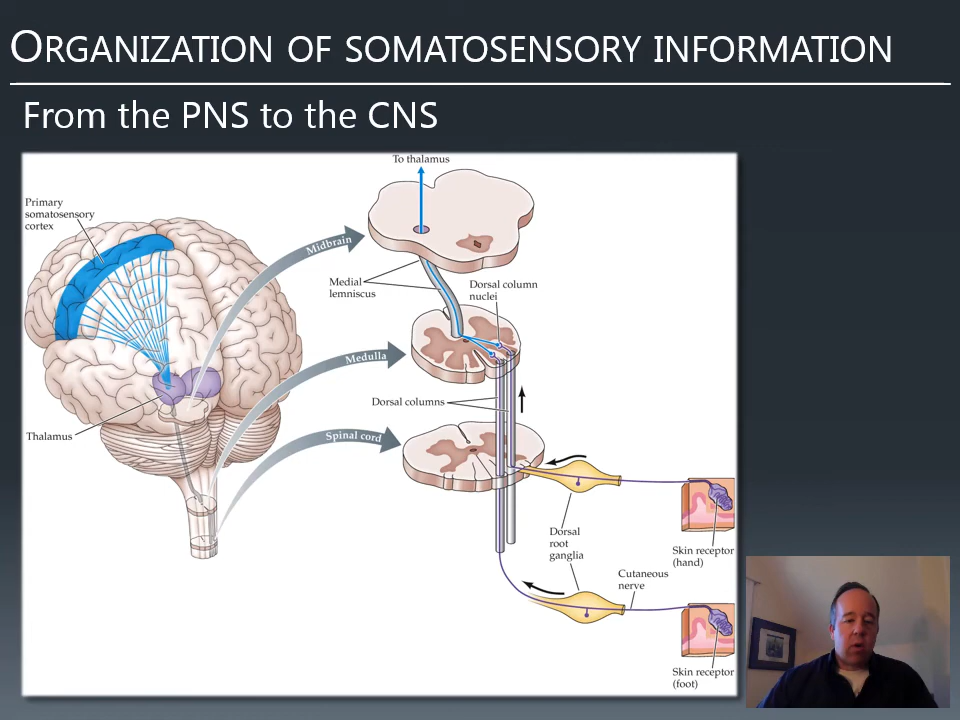 ORGANIZATION OF SOMATOSENSORY INFORMATION
From the PNS to the CNS
To thalamus
Primary
somatosensory
cortex
Midbrain
Medial
lemniscus
Dorsal column
nuclei
Medulla
Dorsal columns
Thalamus
Spinal cord
Dorsal
root
ganglia
Skin receptor
(hand)
Cutaneous
nerve
Skin receptor
(foot)